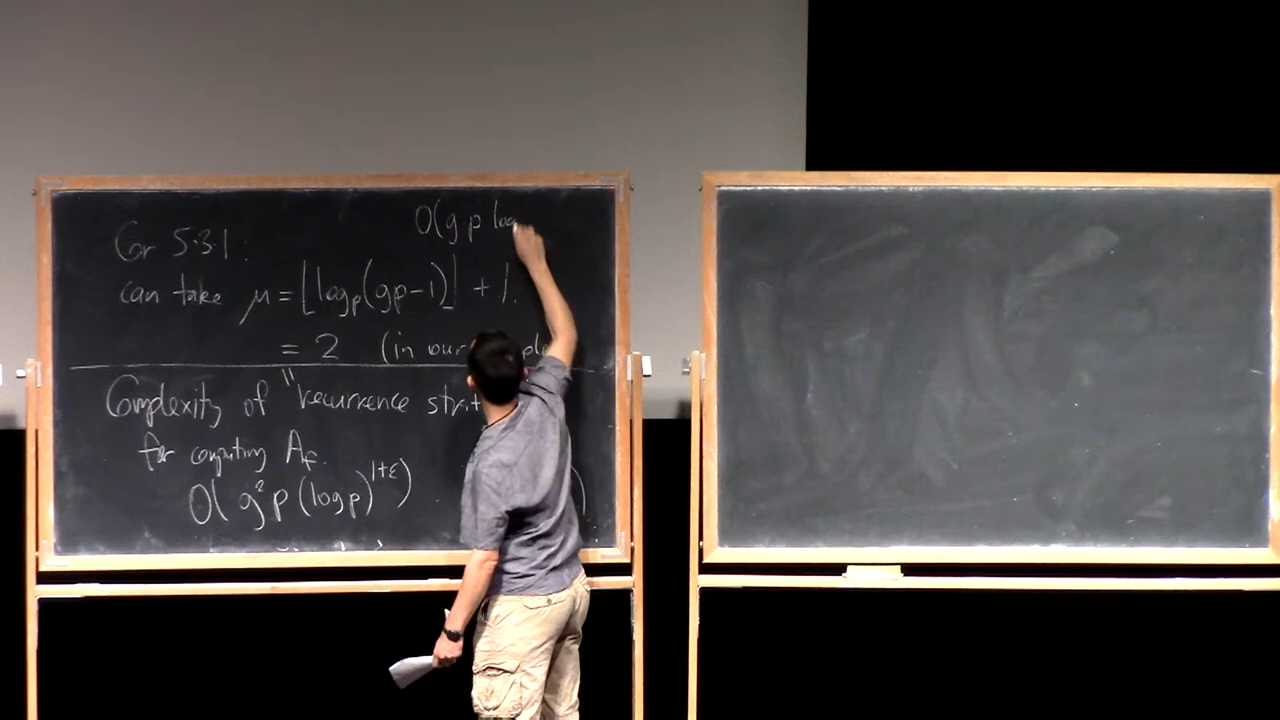 O(g p log
Cor 5.3.1:
can take μ = ⌊log_p(gp-1)⌋ + 1.
= 2 (in our
Complexity of "recurrence strat
for computing A_F.
O( g² p (log p)^{1+ε})
)